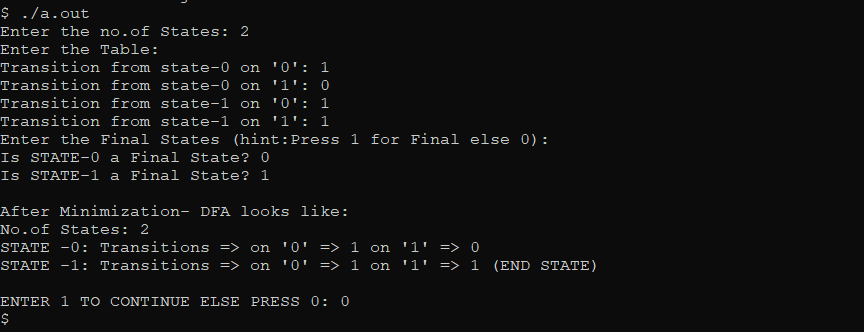 $ ./a.out
Enter the no.of States: 2
Enter the Table:
Transition from state-0 on '0': 1
Transition from state-0 on '1': 0
Transition from state-1 on '0': 1
Transition from state-1 on '1': 1
Enter the Final States (hint:Press 1 for Final else 0):
Is STATE-0 a Final State? 0
Is STATE-1 a Final State? 1

After Minimization- DFA looks like:
No.of States: 2
STATE -0: Transitions => on '0' => 1 on '1' => 0
STATE -1: Transitions => on '0' => 1 on '1' => 1 (END STATE)

ENTER 1 TO CONTINUE ELSE PRESS 0: 0
$